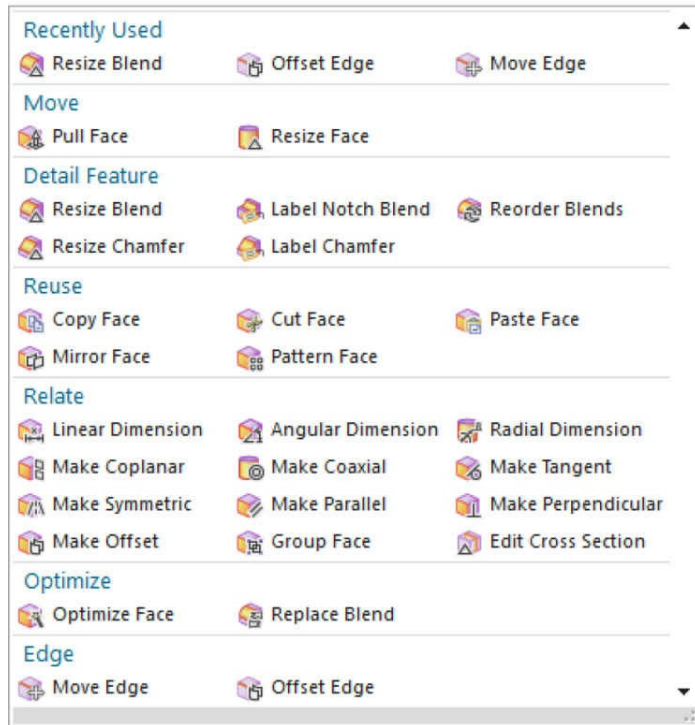 Recently Used
Resize Blend Offset Edge Move Edge
Move
Pull Face Resize Face
Detail Feature
Resize Blend Label Notch Blend Reorder Blends
Resize Chamfer Label Chamfer
Reuse
Copy Face Cut Face Paste Face
Mirror Face Pattern Face
Relate
Linear Dimension Angular Dimension Radial Dimension
Make Coplanar Make Coaxial Make Tangent
Make Symmetric Make Parallel Make Perpendicular
Make Offset Group Face Edit Cross Section
Optimize
Optimize Face Replace Blend
Edge
Move Edge Offset Edge